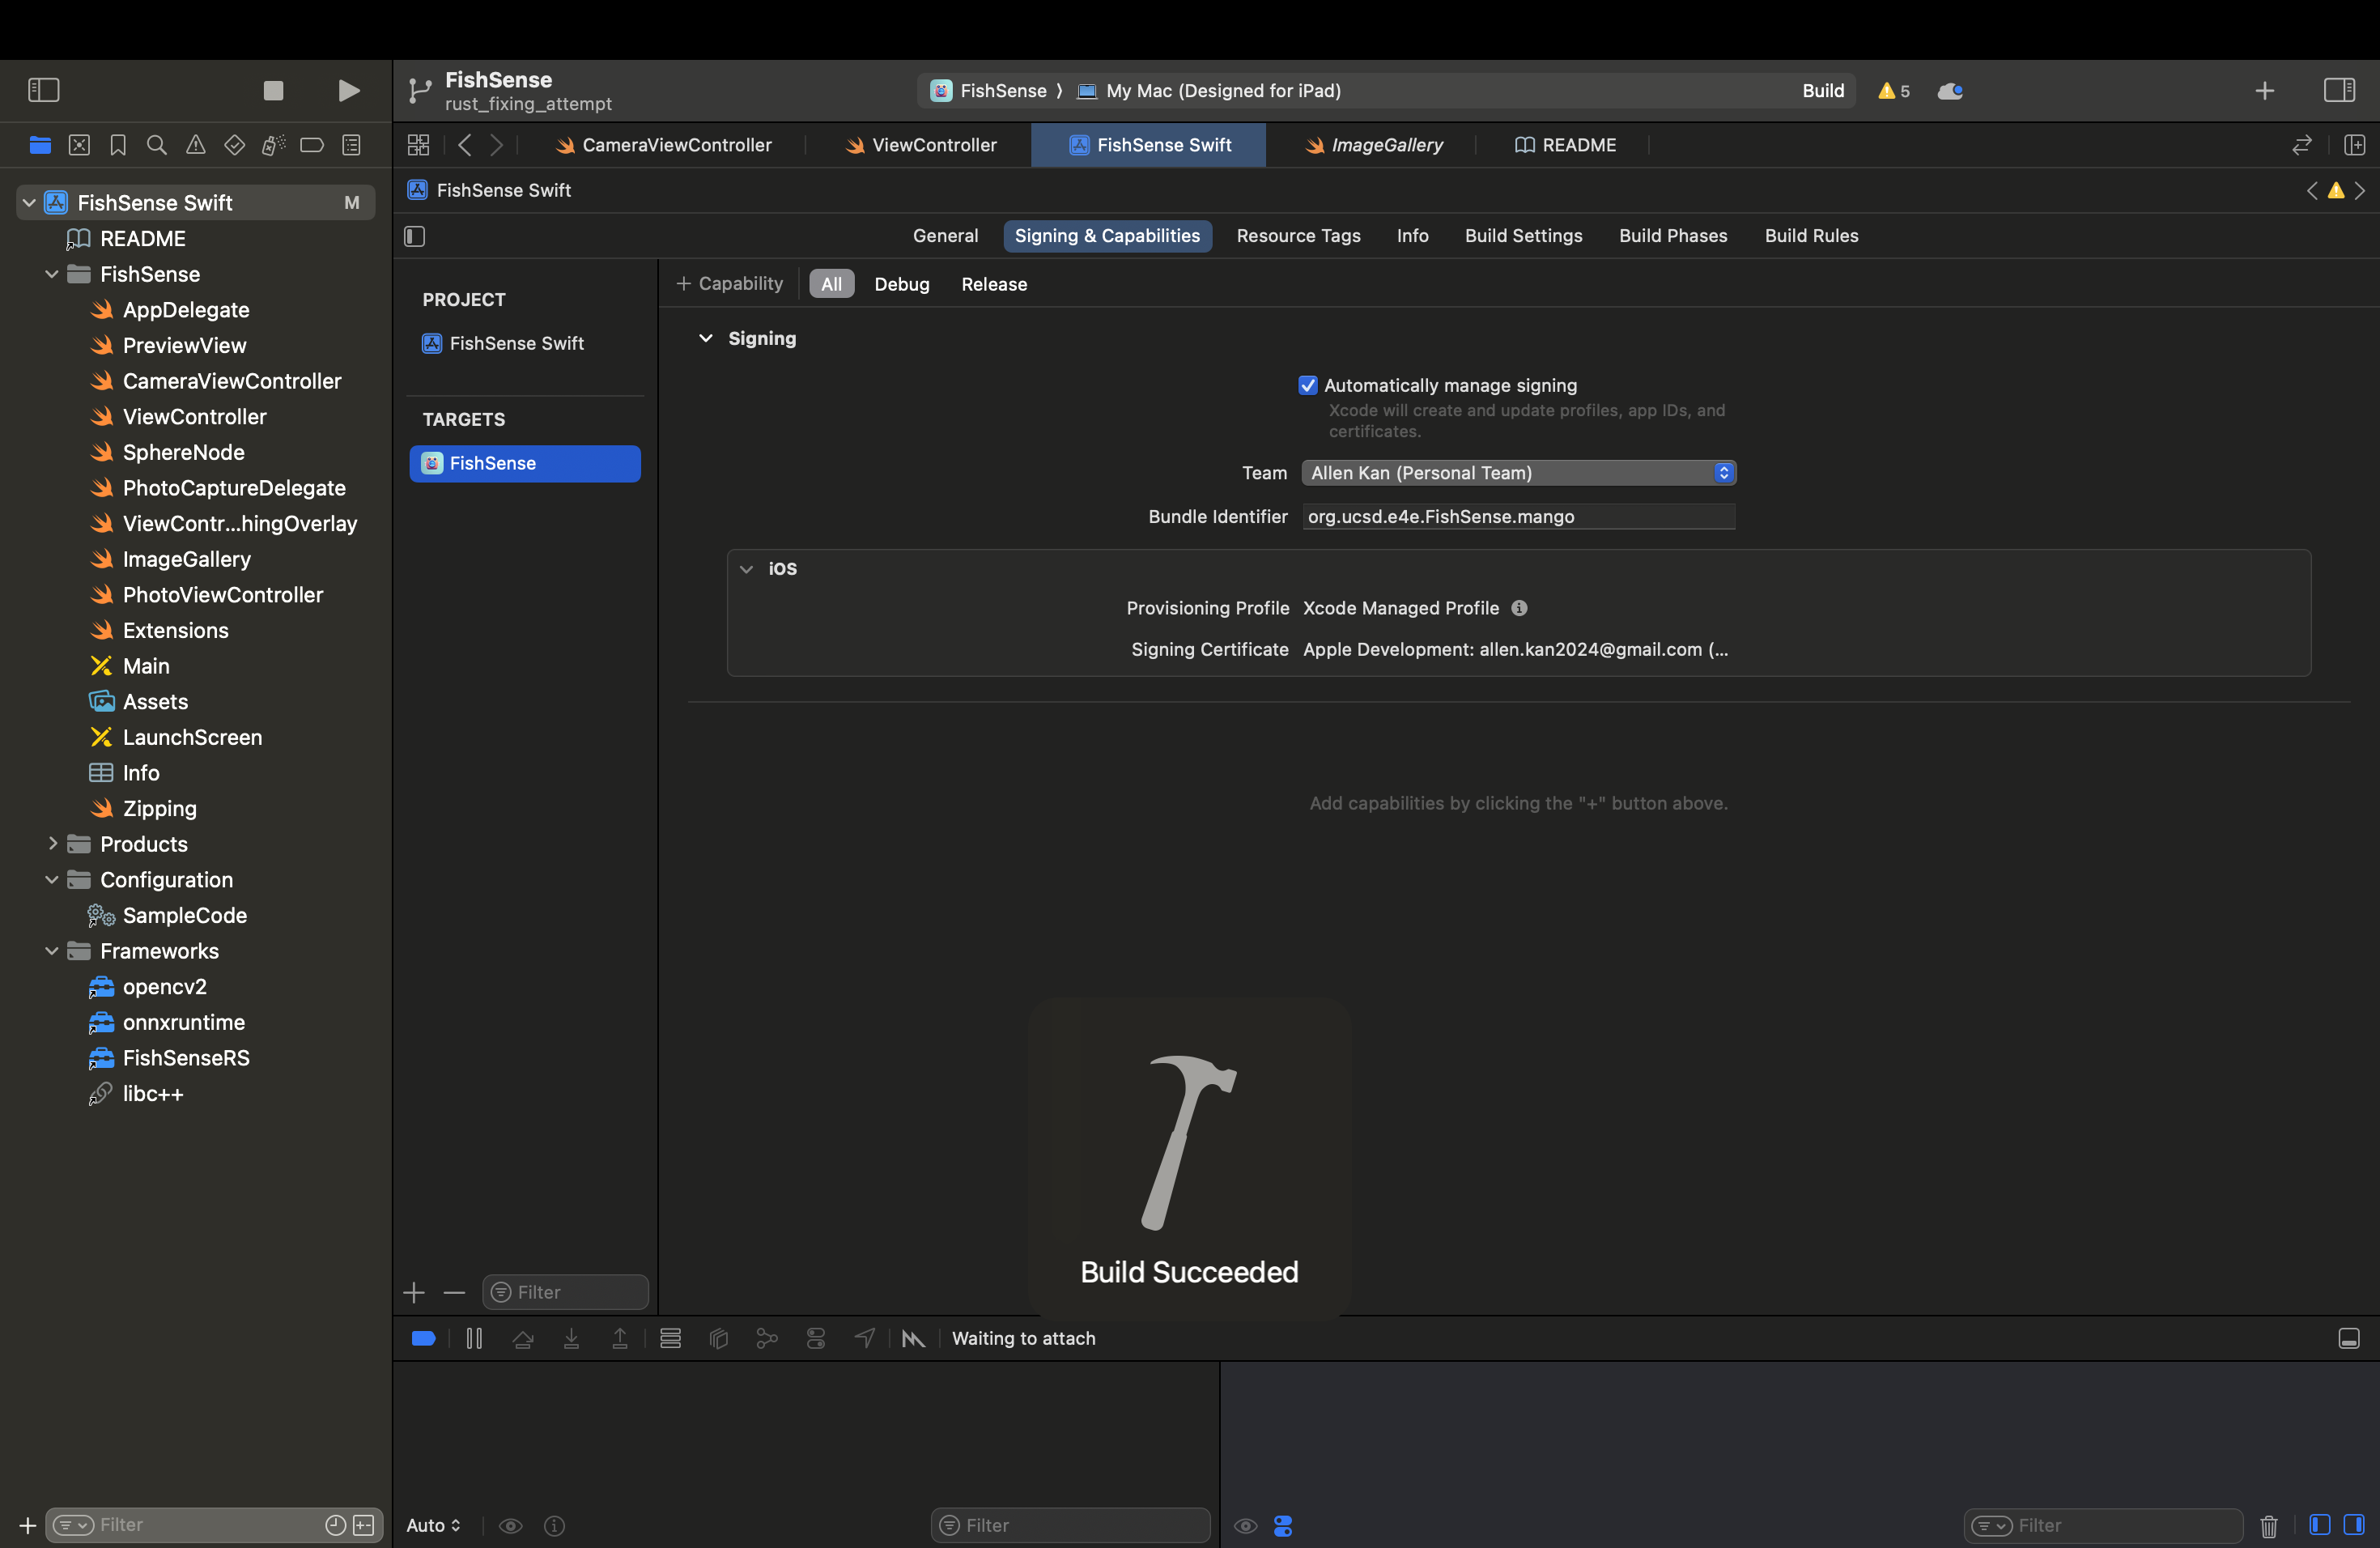 FishSense
rust_fixing_attempt
FishSense
My Mac (Designed for iPad)
Build
5
CameraViewController
ViewController
FishSense Swift
ImageGallery
README
FishSense Swift
General
Signing & Capabilities
Resource Tags
Info
Build Settings
Build Phases
Build Rules
FishSense Swift
M
README
FishSense
AppDelegate
PreviewView
CameraViewController
ViewController
SphereNode
PhotoCaptureDelegate
ViewContr...hingOverlay
ImageGallery
PhotoViewController
Extensions
Main
Assets
LaunchScreen
Info
Zipping
Products
Configuration
SampleCode
Frameworks
opencv2
onnxruntime
FishSenseRS
libc++
Filter
PROJECT
FishSense Swift
TARGETS
FishSense
Filter
+ Capability
All
Debug
Release
Signing
Automatically manage signing
Xcode will create and update profiles, app IDs, and
certificates.
Team Allen Kan (Personal Team)
Bundle Identifier org.ucsd.e4e.FishSense.mango
iOS
Provisioning Profile Xcode Managed Profile
Signing Certificate Apple Development: allen.kan2024@gmail.com (...
Add capabilities by clicking the "+" button above.
Build Succeeded
Waiting to attach
Auto
Filter
Filter